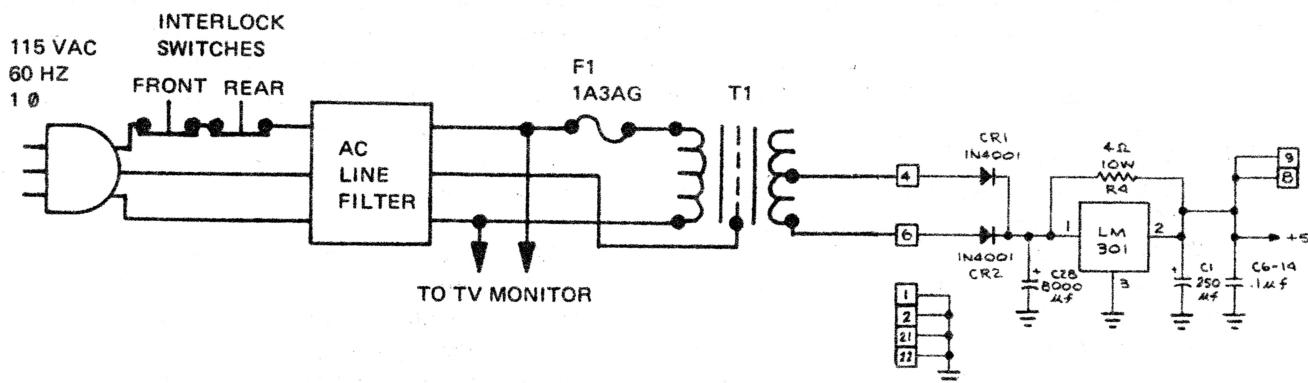 INTERLOCK
SWITCHES
115 VAC
60 HZ
1 Ø
FRONT REAR
AC
LINE
FILTER
F1
1A3AG
T1
TO TV MONITOR
4
6
CR1
1N4001
1N4001
CR2
4Ω
10W
R4
1
LM
301
2
3
+
C28
8000
µf
+
C1
250
µf
C6-14
.1µf
9
8
+5
1
2
21
22